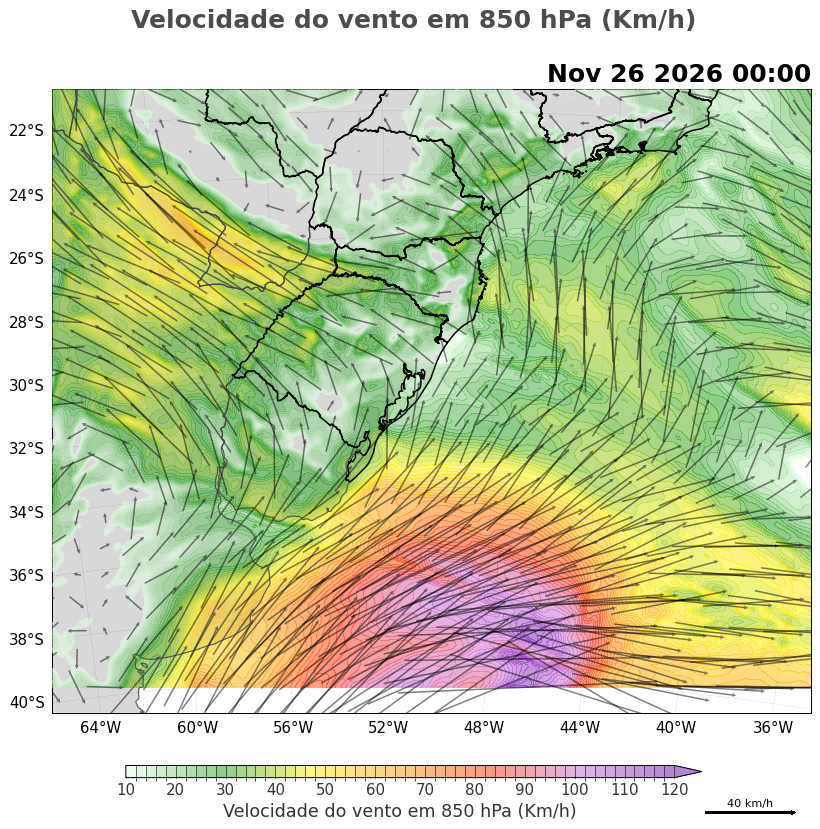 Velocidade do vento em 850 hPa (Km/h)
Nov 26 2026 00:00
22°S
24°S
26°S
28°S
30°S
32°S
34°S
36°S
38°S
40°S
64°W 60°W 56°W 52°W 48°W 44°W 40°W 36°W
10 20 30 40 50 60 70 80 90 100 110 120
Velocidade do vento em 850 hPa (Km/h)
40 km/h